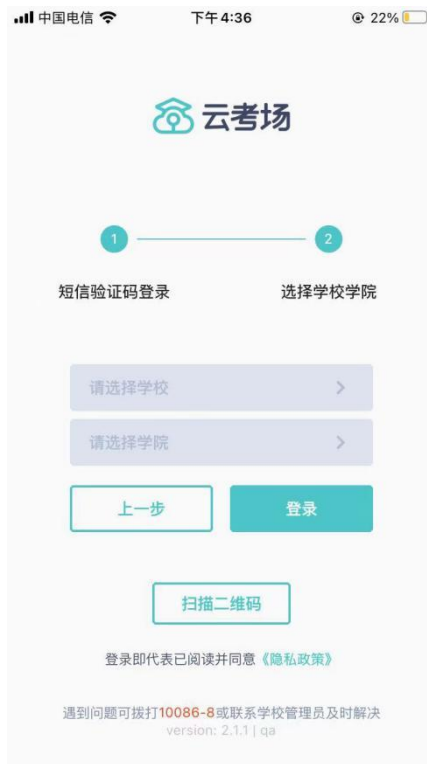 中国电信 下午4:36 22%
云考场
1 2
短信验证码登录 选择学校学院
请选择学校
请选择学院
上一步 登录
扫描二维码
登录即代表已阅读并同意《隐私政策》
遇到问题可拨打10086-8或联系学校管理员及时解决
version: 2.1.1 | qa